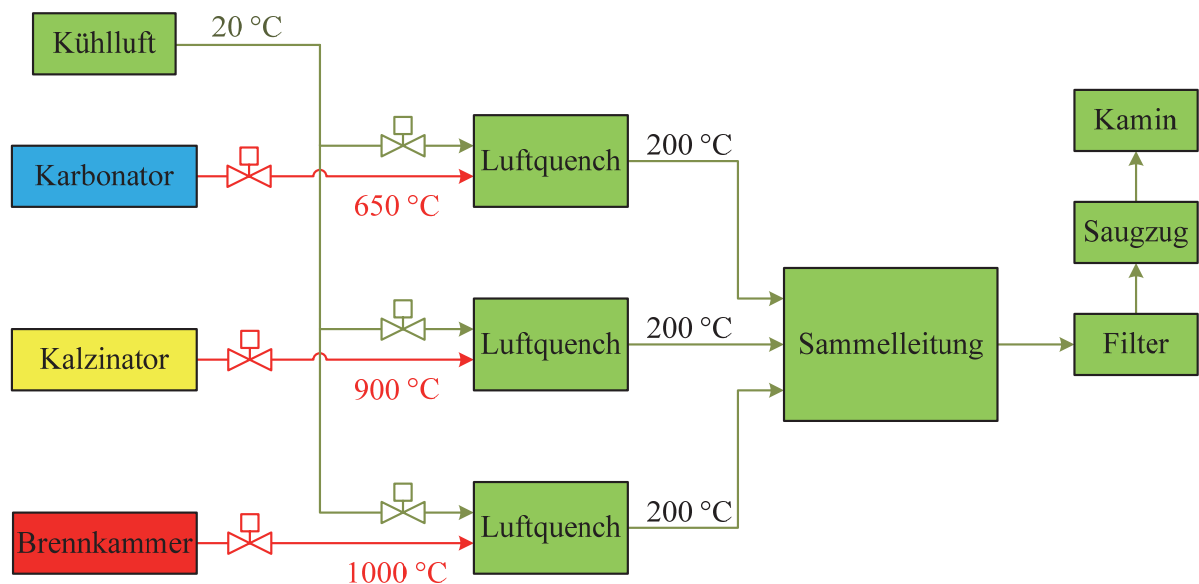 Kühlluft
20 °C
Karbonator
650 °C
Luftquench
200 °C
Kalzinator
900 °C
Luftquench
200 °C
Brennkammer
1000 °C
Luftquench
200 °C
Sammelleitung
Filter
Saugzug
Kamin